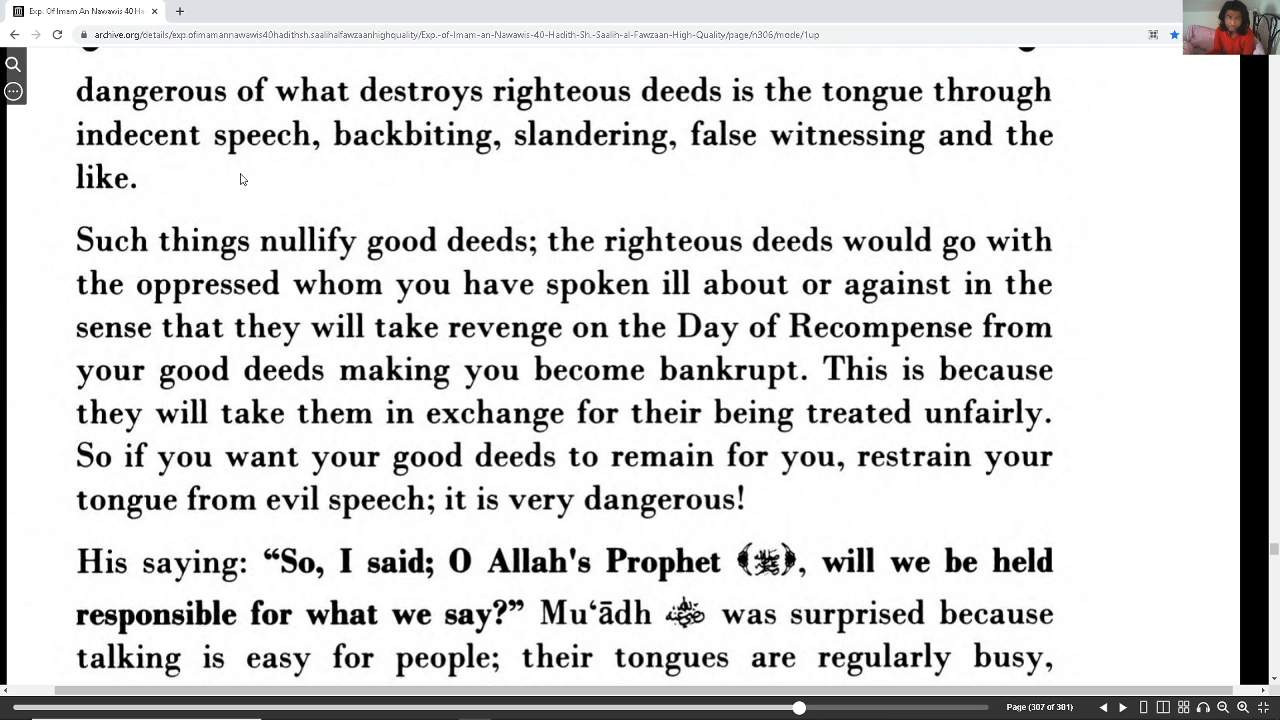 Exp. Of Imam An Nawawis 40 Ha
archive.org/details/exp.ofimamannawawis40hadithsh.saalihalfawzaanhighquality/Exp.-of-Imam-an-Nawawi-40-Hadith-Sh.-Saalih-al-Fawzaan-High-Quality/page/n306/mode/1up
dangerous of what destroys righteous deeds is the tongue through
indecent speech, backbiting, slandering, false witnessing and the
like.
Such things nullify good deeds; the righteous deeds would go with
the oppressed whom you have spoken ill about or against in the
sense that they will take revenge on the Day of Recompense from
your good deeds making you become bankrupt. This is because
they will take them in exchange for their being treated unfairly.
So if you want your good deeds to remain for you, restrain your
tongue from evil speech; it is very dangerous!
His saying: “So, I said; O Allah's Prophet (ﷺ), will we be held
responsible for what we say?” Mu‘ādh was surprised because
talking is easy for people; their tongues are regularly busy,
Page (307 of 381)